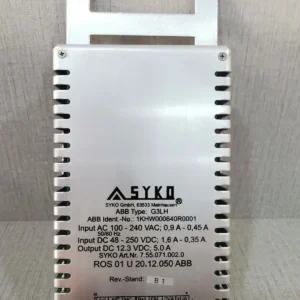 SYKO®
SYKO GmbH, 63533 Mainhausen
ABB Type: G3LH
ABB Ident.-No.: 1KHW000640R0001
Input AC 100 - 240 VAC; 0,9 A - 0,45 A
50/60 Hz
Input DC 48 - 250 VDC; 1,6 A - 0,35 A
Output DC 12.3 VDC; 5.0 A
SYKO Art.Nr. 7.55.071.002.0
ROS 01 U 20.12.050 ABB
Rev.-Stand: B 1